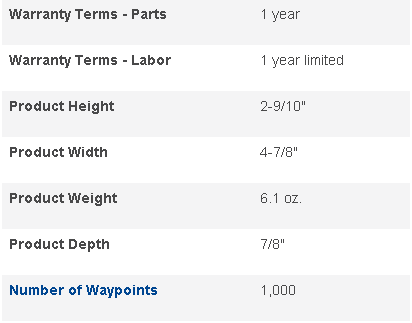 Warranty Terms - Parts 1 year
Warranty Terms - Labor 1 year limited
Product Height 2-9/10"
Product Width 4-7/8"
Product Weight 6.1 oz.
Product Depth 7/8"
Number of Waypoints 1,000